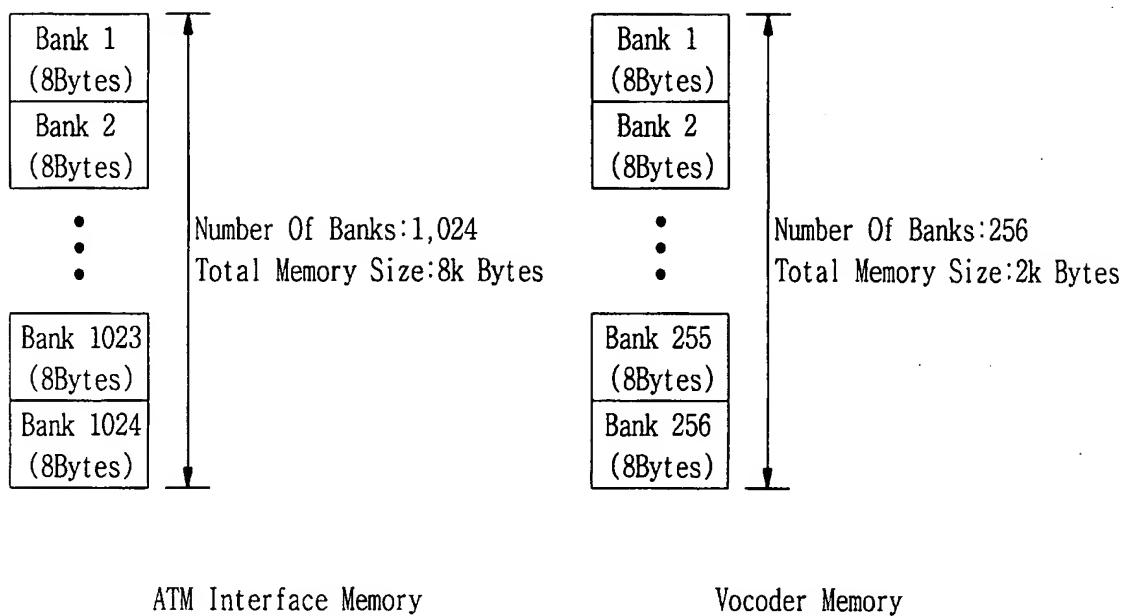 Bank 1
(8Bytes)
Bank 2
(8Bytes)
Number Of Banks:1,024
Total Memory Size:8k Bytes
Bank 1023
(8Bytes)
Bank 1024
(8Bytes)
ATM Interface Memory
Bank 1
(8Bytes)
Bank 2
(8Bytes)
Number Of Banks:256
Total Memory Size:2k Bytes
Bank 255
(8Bytes)
Bank 256
(8Bytes)
Vocoder Memory